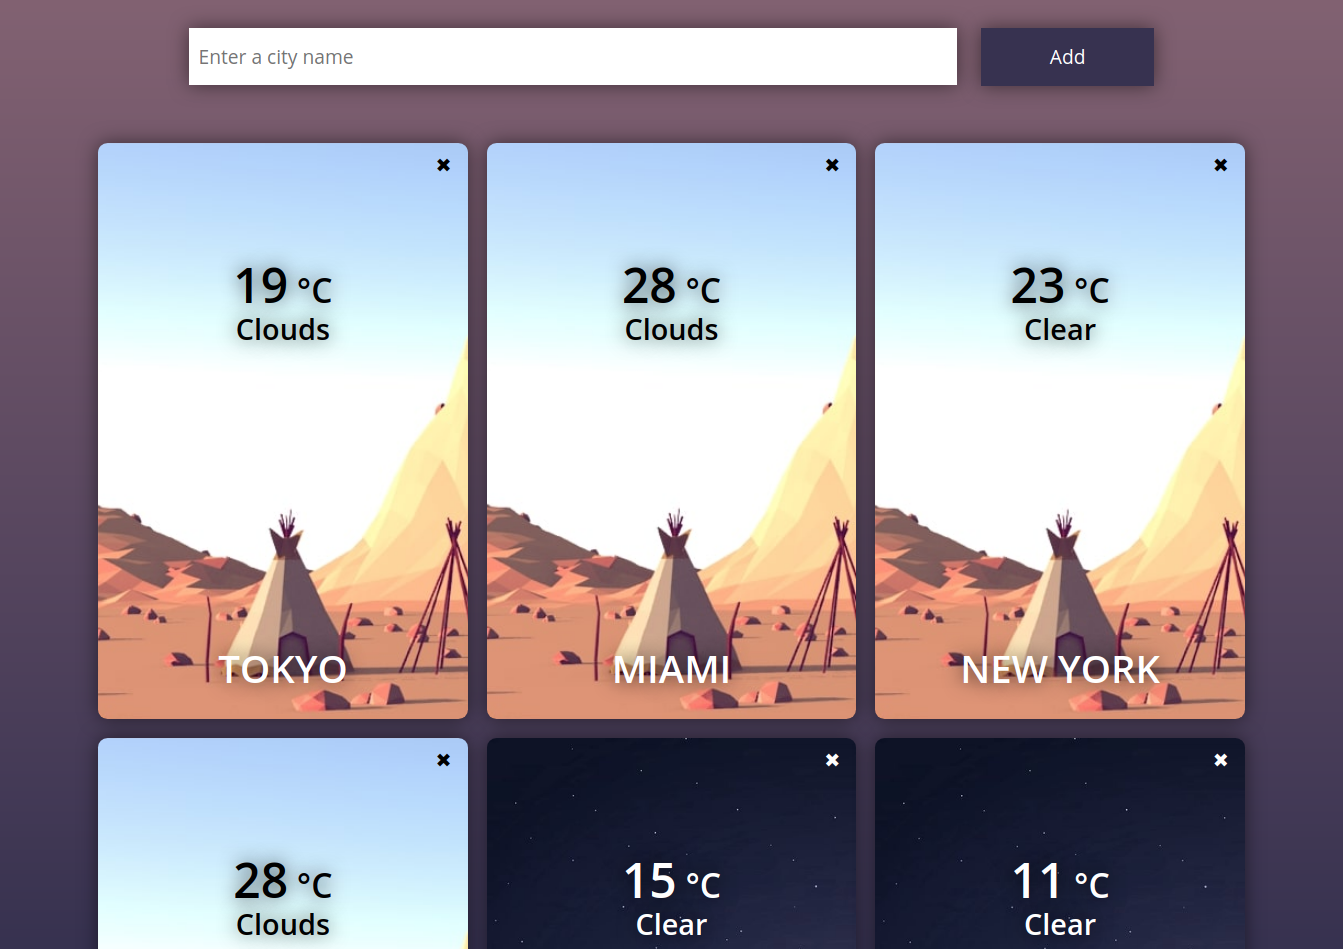 Enter a city name
Add
✖
✖
✖
19 °C
Clouds
28 °C
Clouds
23 °C
Clear
TOKYO
MIAMI
NEW YORK
✖
✖
✖
28 °C
Clouds
15 °C
Clear
11 °C
Clear